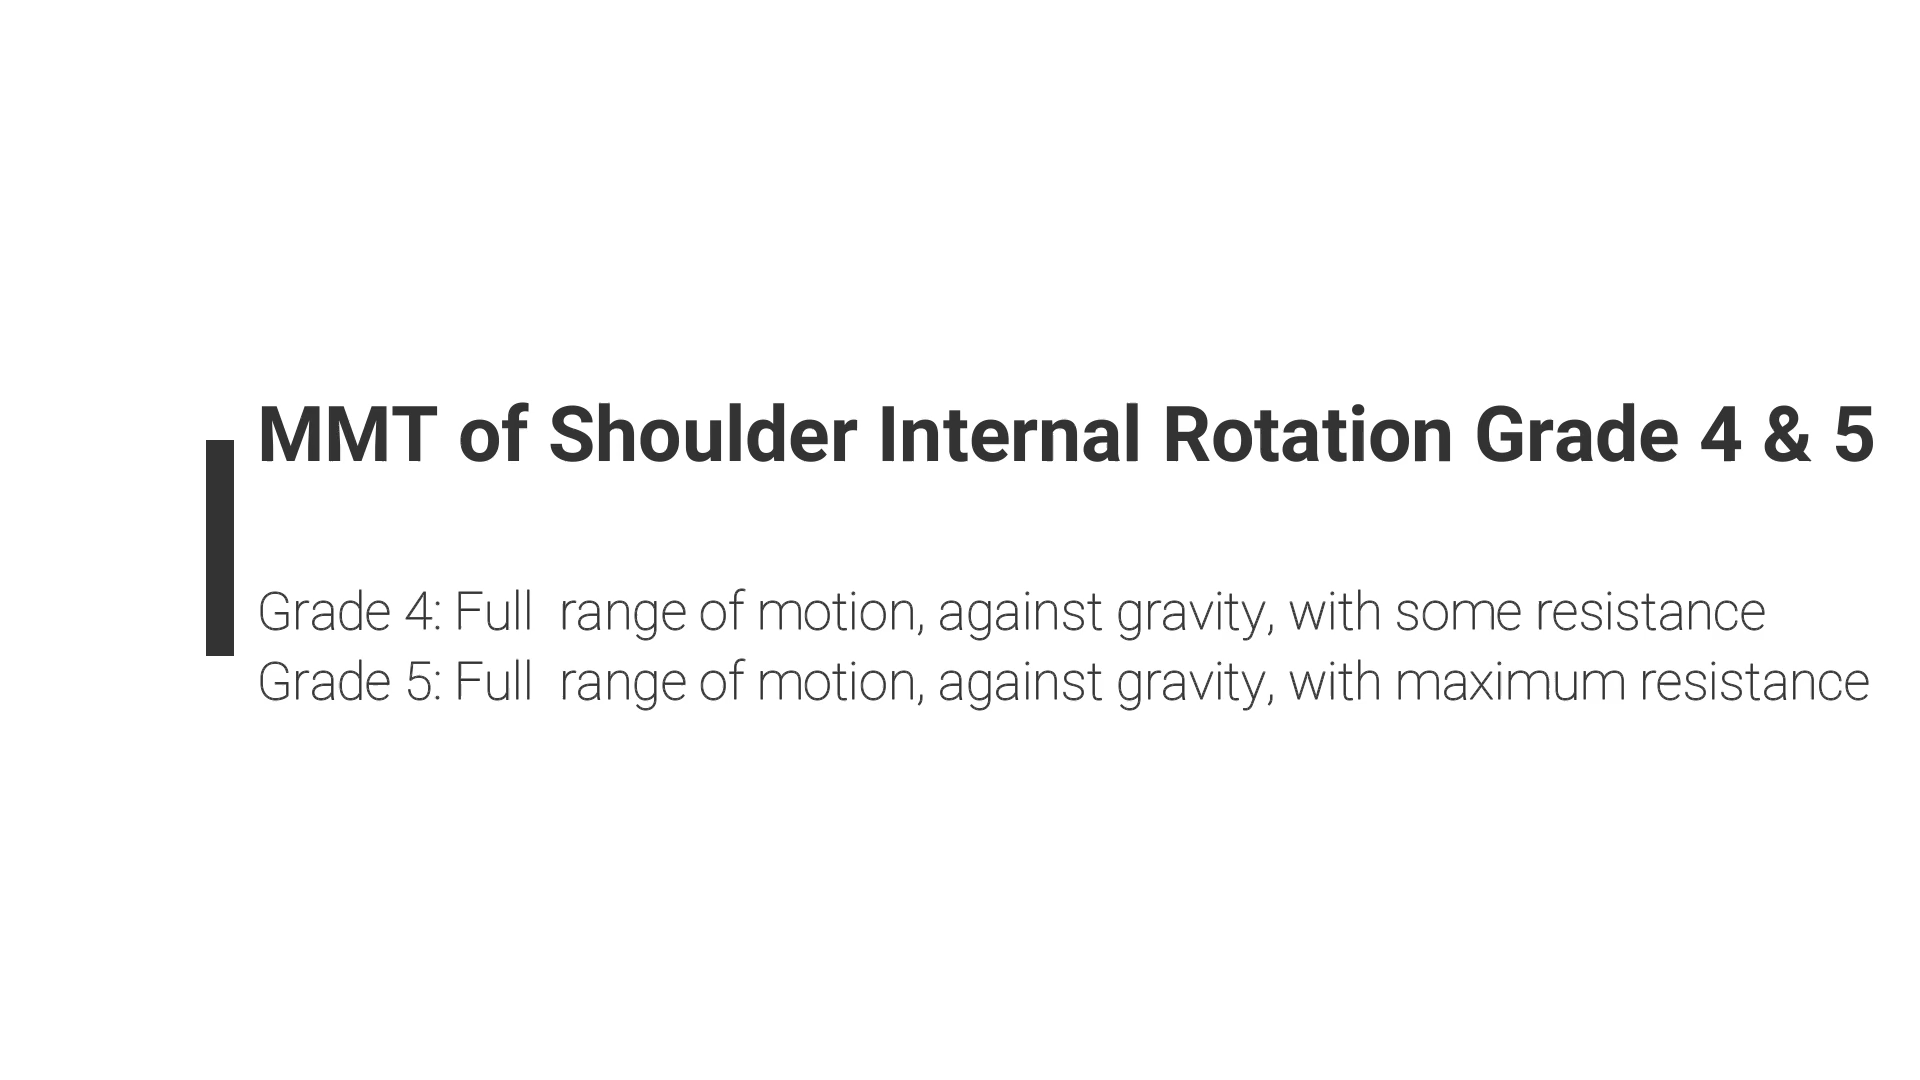 MMT of Shoulder Internal Rotation Grade 4 & 5
Grade 4: Full  range of motion, against gravity, with some resistance
Grade 5: Full  range of motion, against gravity, with maximum resistance